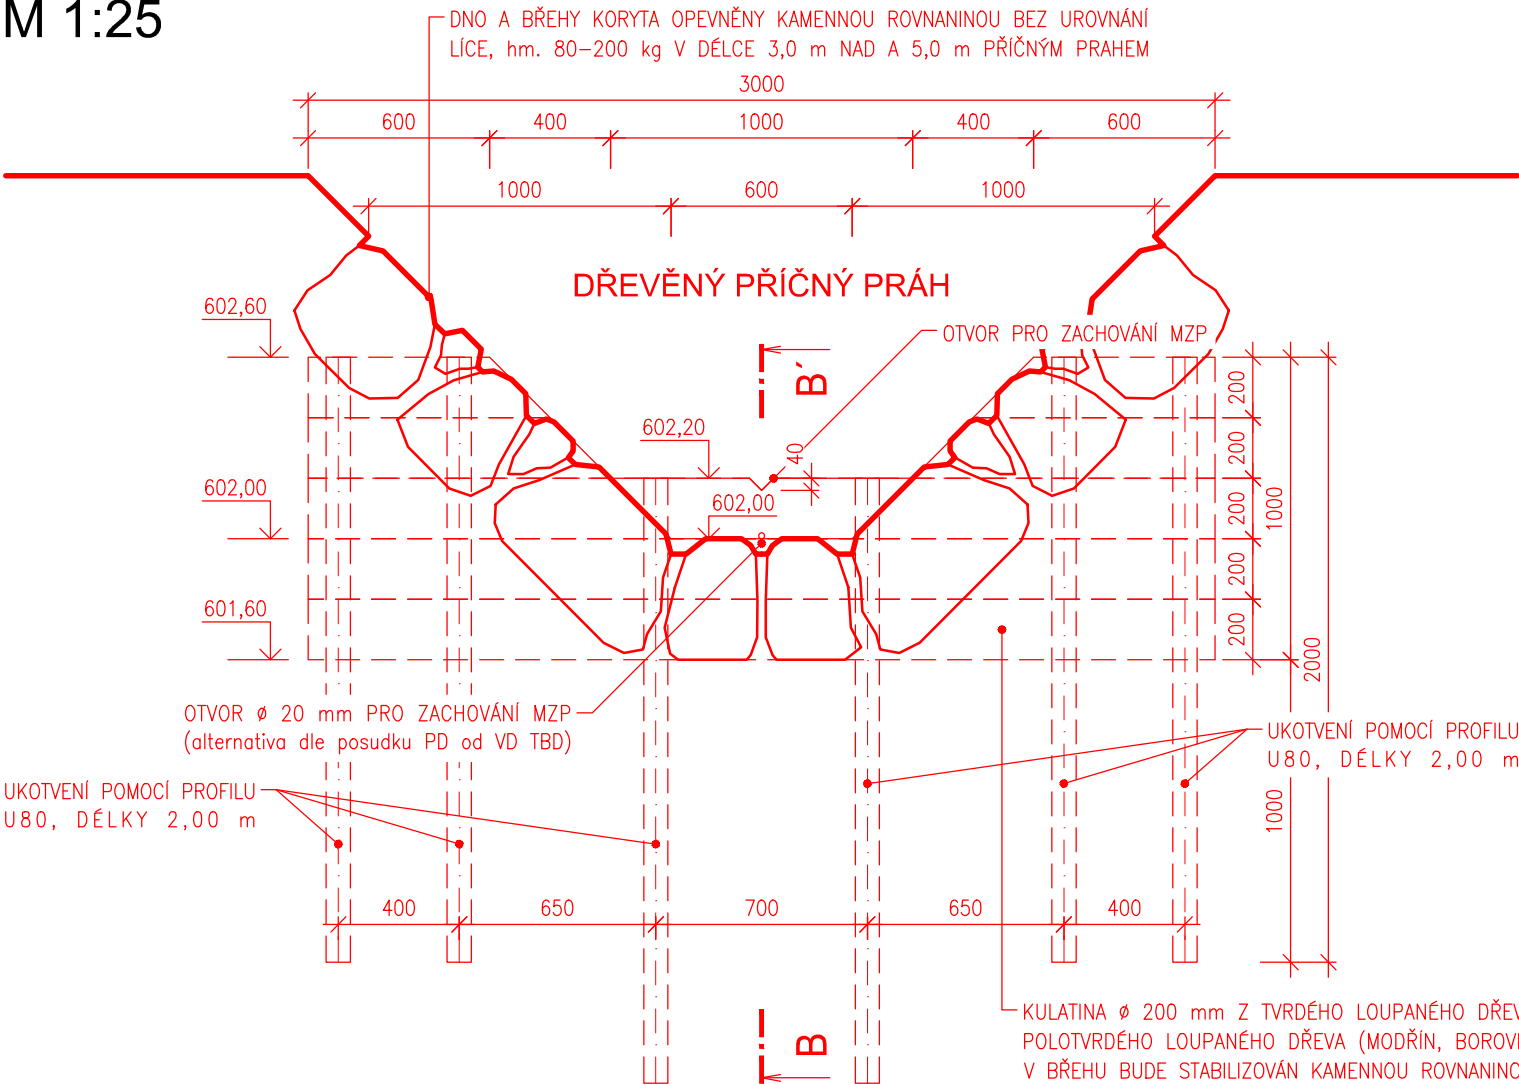 M 1:25
DNO A BŘEHY KORYTA OPEVNĚNY KAMENNOU ROVNANINOU BEZ UROVNÁNÍ
LÍCE, hm. 80–200 kg V DÉLCE 3,0 m NAD A 5,0 m PŘÍČNÝM PRAHEM
3000
600 400 1000 400 600
1000 600 1000
DŘEVĚNÝ PŘÍČNÝ PRÁH
602,60
OTVOR PRO ZACHOVÁNÍ MZP
B´
200
602,20
40
200
602,00
602,00
200
1000
200
601,60
200
2000
OTVOR ø 20 mm PRO ZACHOVÁNÍ MZP
(alternativa dle posudku PD od VD TBD)
UKOTVENÍ POMOCÍ PROFILU
U80, DÉLKY 2,00 m
UKOTVENÍ POMOCÍ PROFILU
U80, DÉLKY 2,00 m
1000
400 650 700 650 400
B
KULATINA ø 200 mm Z TVRDÉHO LOUPANÉHO
POLOTVRDÉHO LOUPANÉHO DŘEVA (MODŘÍN,
V BŘEHU BUDE STABILIZOVÁN KAMENNOU